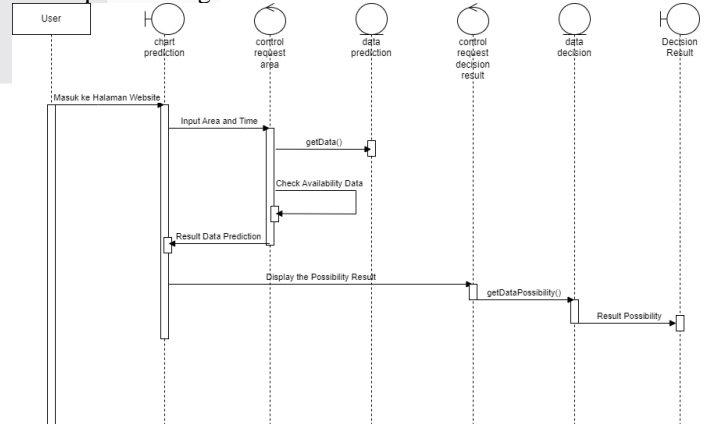 User
chart
prediction
control
request
area
data
prediction
control
request
decision
result
data
decision
Decision
Result
Masuk ke Halaman Website
Input Area and Time
getData()
Check Availability Data
Result Data Prediction
Display the Possibility Result
getDataPossibility()
Result Possibility